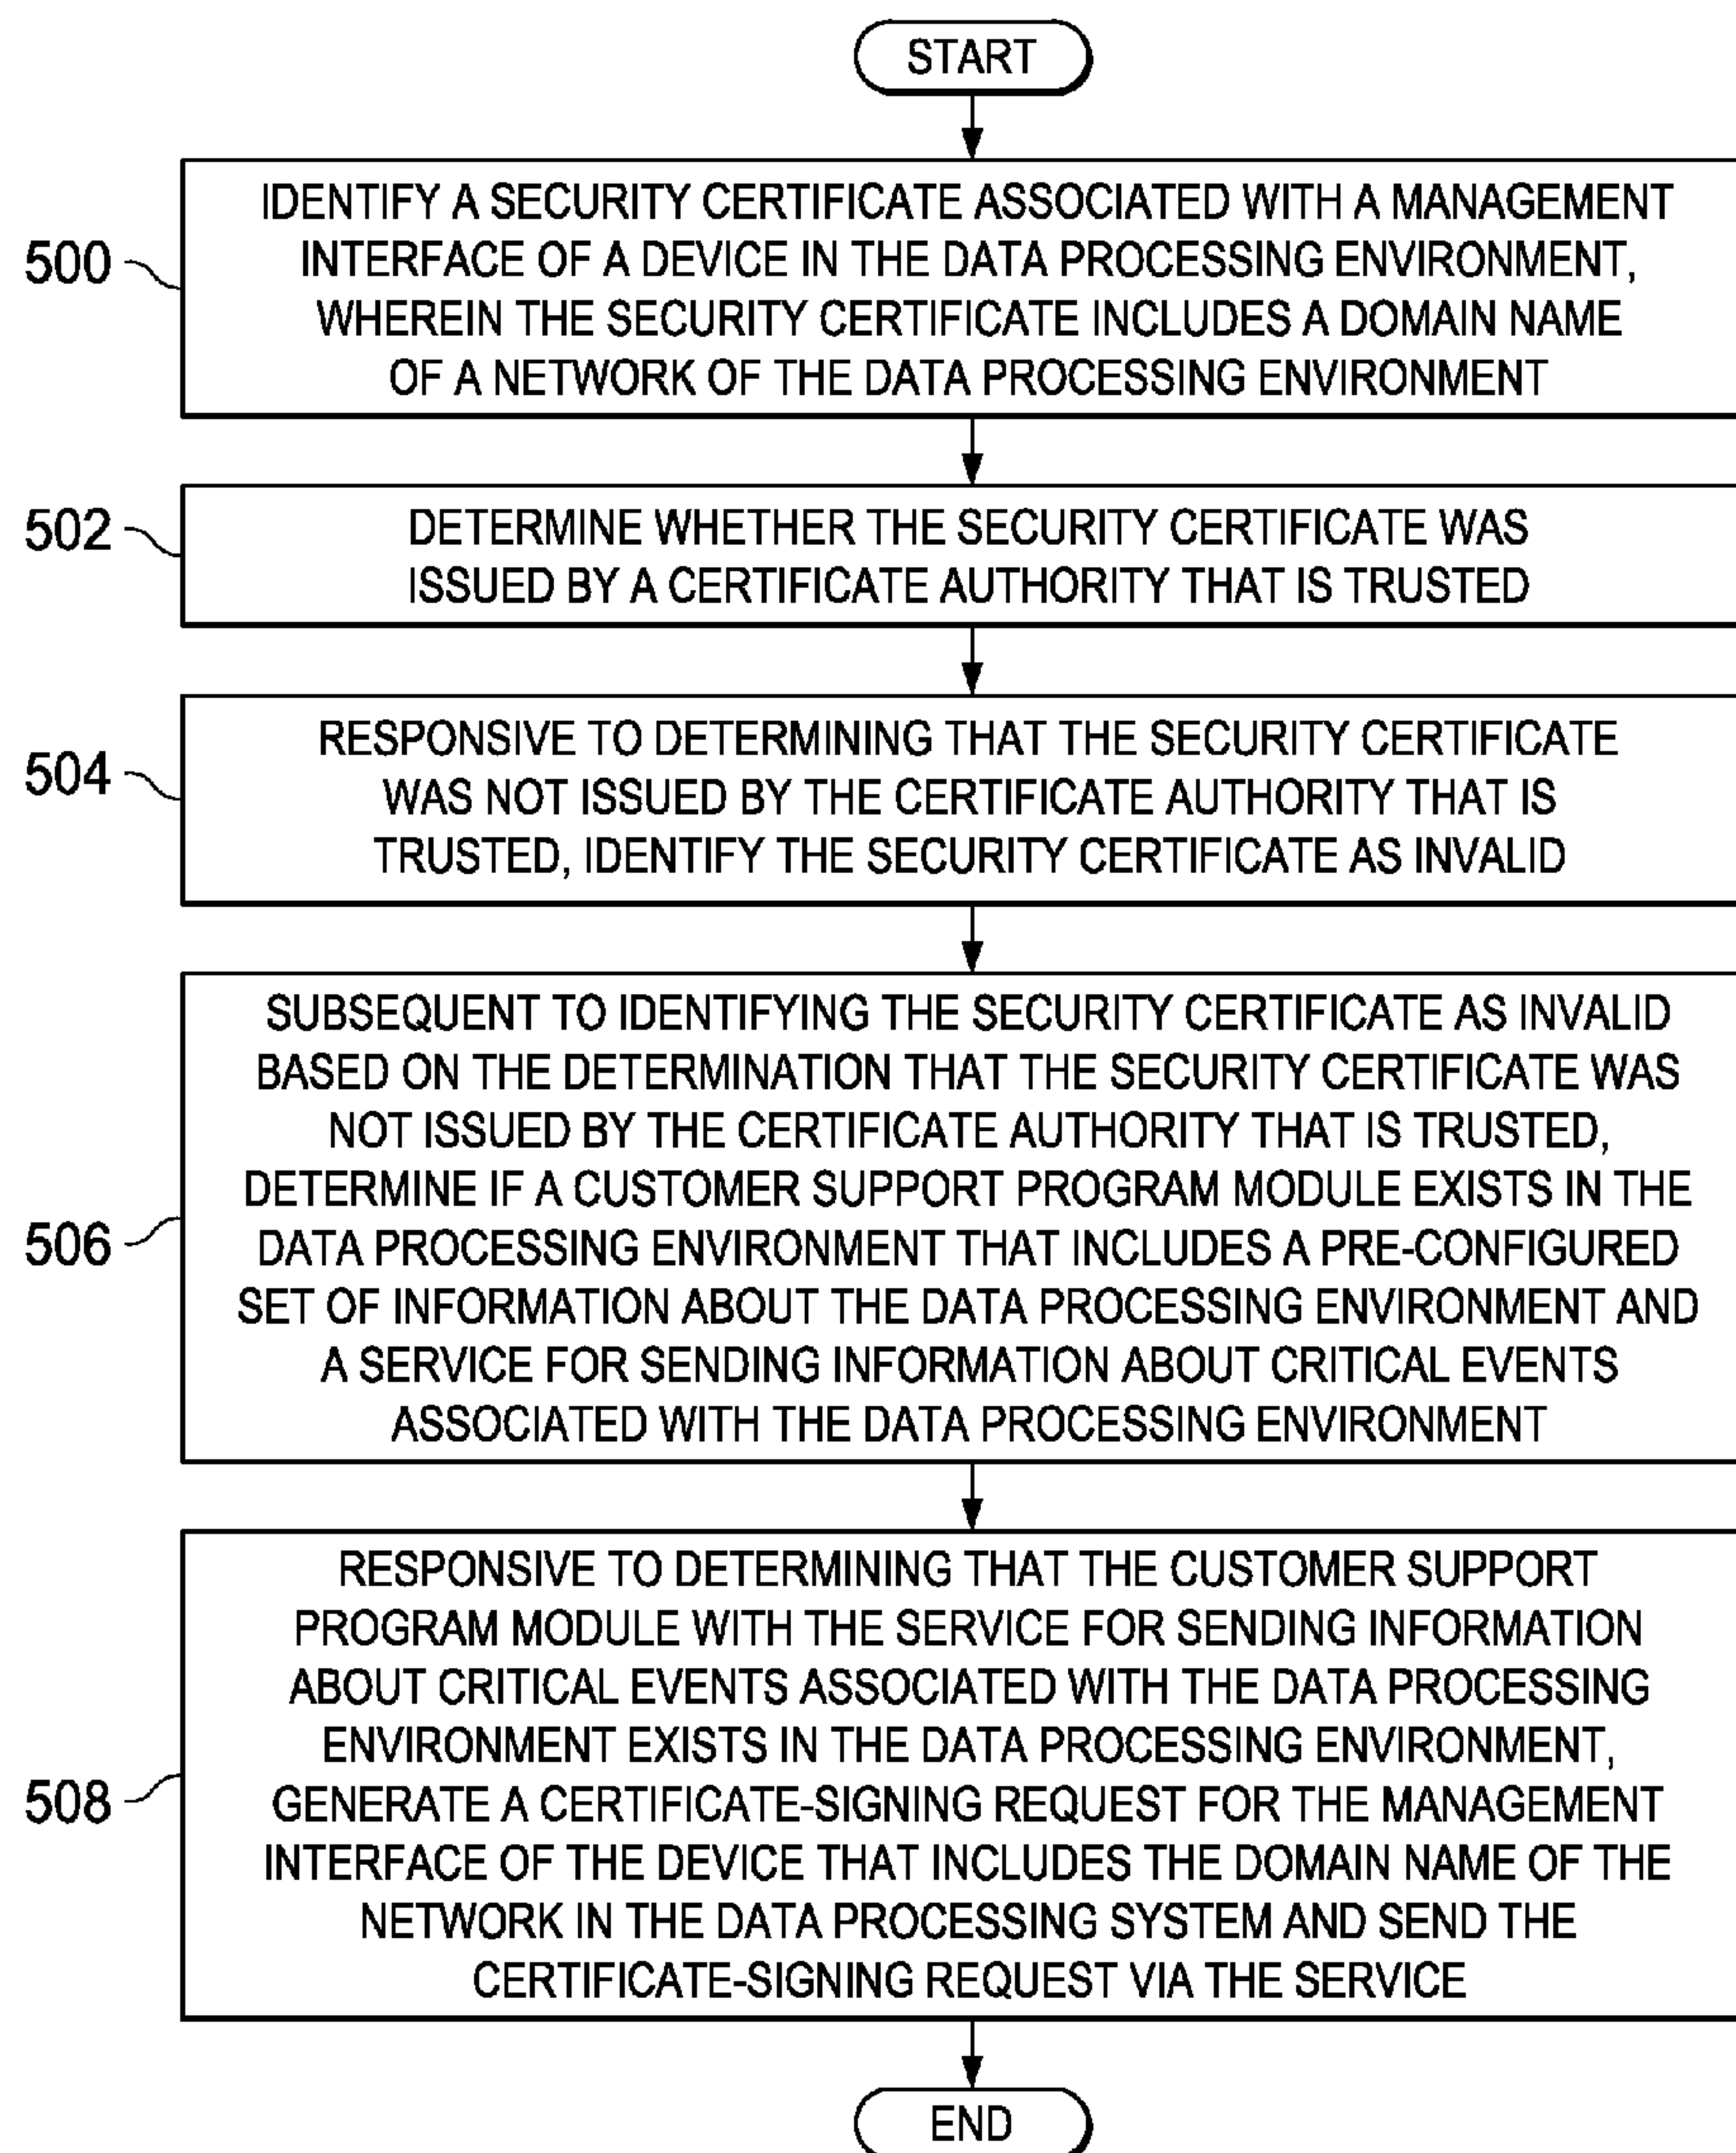 START
500
IDENTIFY A SECURITY CERTIFICATE ASSOCIATED WITH A MANAGEMENT
INTERFACE OF A DEVICE IN THE DATA PROCESSING ENVIRONMENT,
WHEREIN THE SECURITY CERTIFICATE INCLUDES A DOMAIN NAME
OF A NETWORK OF THE DATA PROCESSING ENVIRONMENT
502
DETERMINE WHETHER THE SECURITY CERTIFICATE WAS
ISSUED BY A CERTIFICATE AUTHORITY THAT IS TRUSTED
504
RESPONSIVE TO DETERMINING THAT THE SECURITY CERTIFICATE
WAS NOT ISSUED BY THE CERTIFICATE AUTHORITY THAT IS
TRUSTED, IDENTIFY THE SECURITY CERTIFICATE AS INVALID
506
SUBSEQUENT TO IDENTIFYING THE SECURITY CERTIFICATE AS INVALID
BASED ON THE DETERMINATION THAT THE SECURITY CERTIFICATE WAS
NOT ISSUED BY THE CERTIFICATE AUTHORITY THAT IS TRUSTED,
DETERMINE IF A CUSTOMER SUPPORT PROGRAM MODULE EXISTS IN THE
DATA PROCESSING ENVIRONMENT THAT INCLUDES A PRE-CONFIGURED
SET OF INFORMATION ABOUT THE DATA PROCESSING ENVIRONMENT AND
A SERVICE FOR SENDING INFORMATION ABOUT CRITICAL EVENTS
ASSOCIATED WITH THE DATA PROCESSING ENVIRONMENT
508
RESPONSIVE TO DETERMINING THAT THE CUSTOMER SUPPORT
PROGRAM MODULE WITH THE SERVICE FOR SENDING INFORMATION
ABOUT CRITICAL EVENTS ASSOCIATED WITH THE DATA PROCESSING
ENVIRONMENT EXISTS IN THE DATA PROCESSING ENVIRONMENT,
GENERATE A CERTIFICATE-SIGNING REQUEST FOR THE MANAGEMENT
INTERFACE OF THE DEVICE THAT INCLUDES THE DOMAIN NAME OF THE
NETWORK IN THE DATA PROCESSING SYSTEM AND SEND THE
CERTIFICATE-SIGNING REQUEST VIA THE SERVICE
END